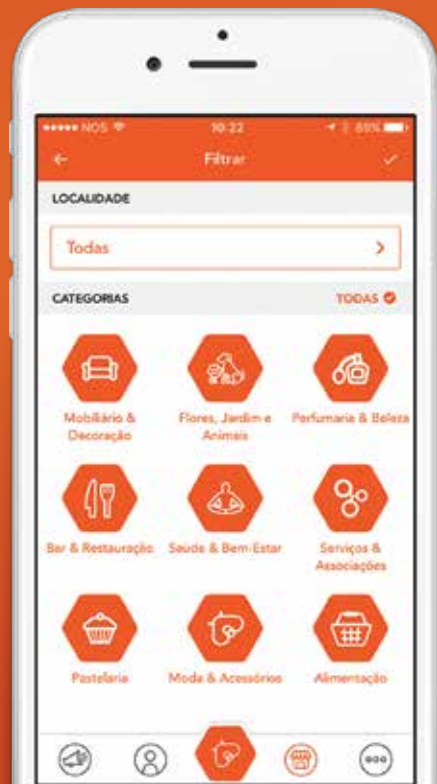 NOS 10:22
Filtrar
LOCALIDADE
Todas
CATEGORIAS TODAS
Mobiliário & Decoração
Flores, Jardim e Animais
Perfumaria & Beleza
Bar & Restauração
Saúde & Bem-Estar
Serviços & Associações
Pastelaria
Moda & Acessórios
Alimentação